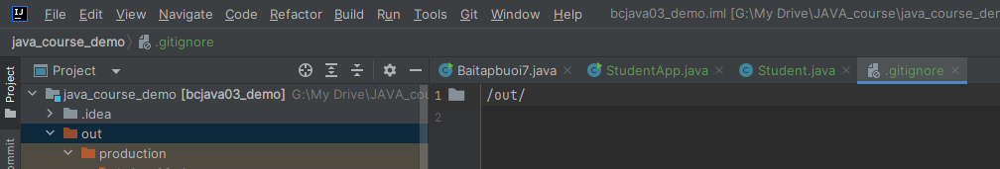 IJ File Edit View Navigate Code Refactor Build Run Tools Git Window Help bcjava03_demo.iml [G:\My Drive\JAVA_course\java_course_den
java_course_demo .gitignore
Project Project Baitapbuoi7.java StudentApp.java Student.java .gitignore
java_course_demo [bcjava03_demo] G:\My Drive\JAVA_cou 1 /out/
.idea 2
out
production